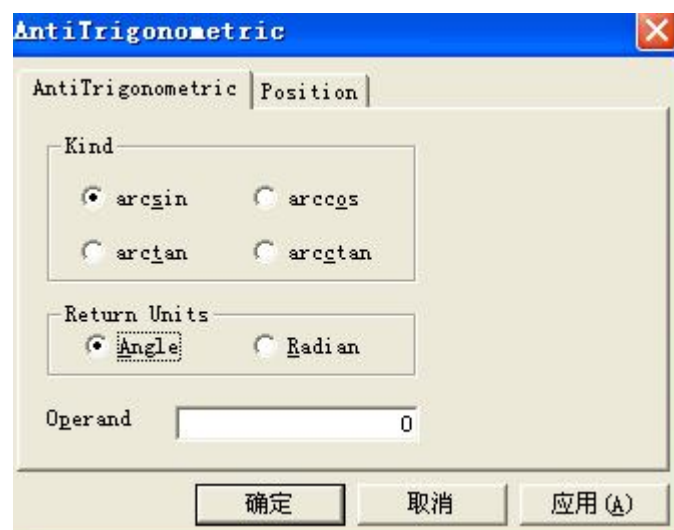 AntiTrigonometric
AntiTrigonometric Position
Kind
arcsin arccos
arctan arcctan
Return Units
Angle Radian
Operand 0
确定 取消 应用(A)